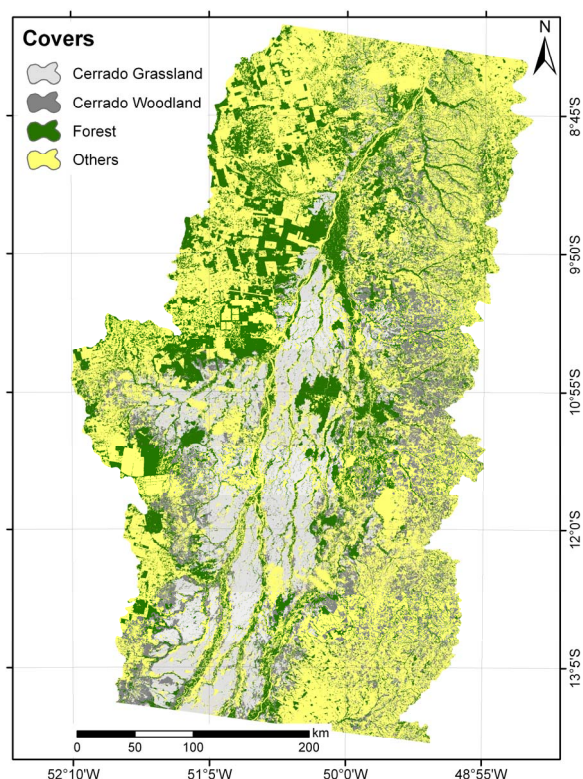 Covers
Cerrado Grassland
Cerrado Woodland
Forest
Others
N
8°45'S
9°50'S
10°55'S
12°0'S
13°5'S
km
0 50 100 200
52°10'W 51°5'W 50°0'W 48°55'W